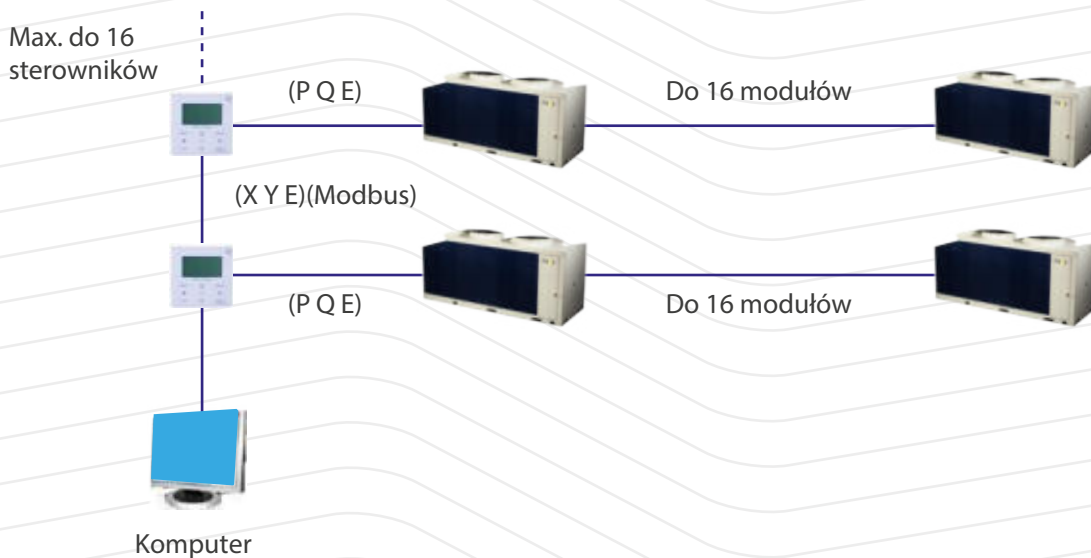 Max. do 16
sterowników
(P Q E)
Do 16 modułów
(X Y E)(Modbus)
(P Q E)
Do 16 modułów
Komputer